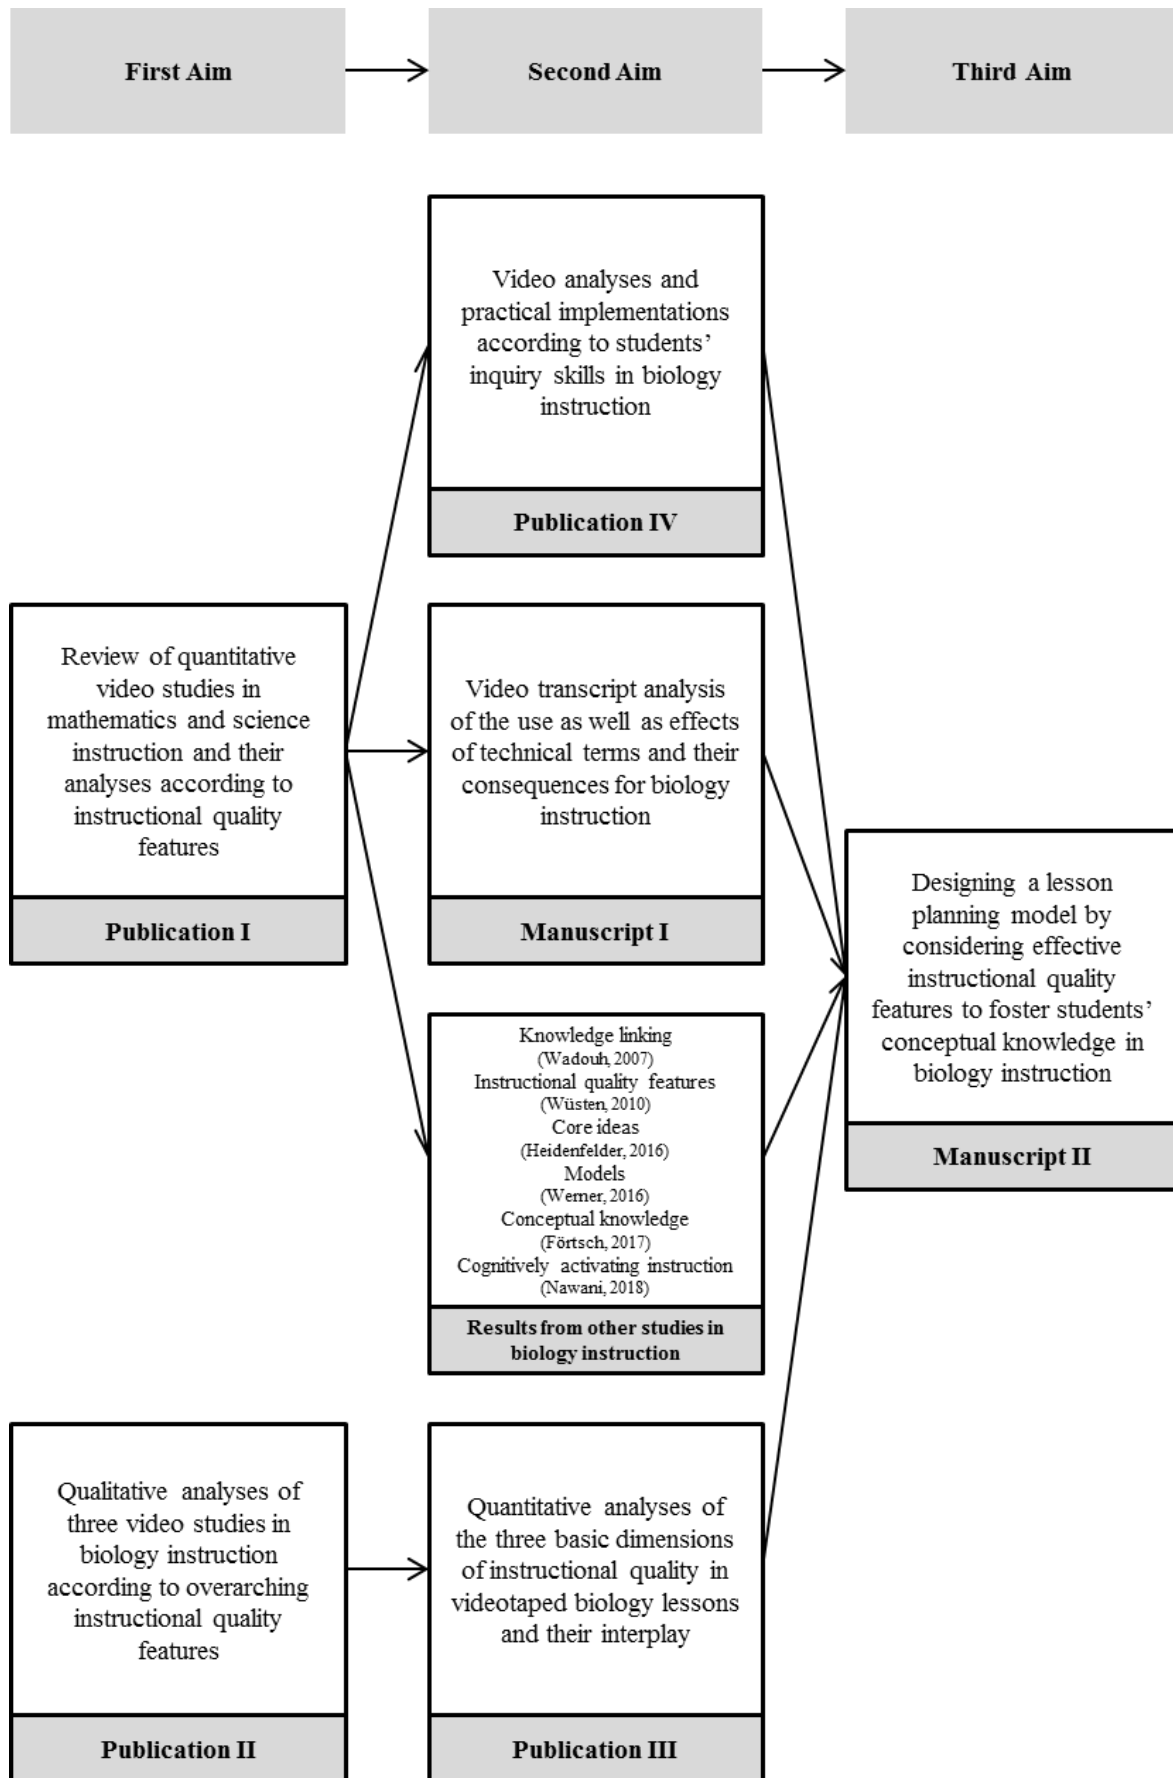 First Aim
Second Aim
Third Aim
Video analyses and
practical implementations
according to students’
inquiry skills in biology
instruction
Publication IV
Review of quantitative
video studies in
mathematics and science
instruction and their
analyses according to
instructional quality
features
Publication I
Video transcript analysis
of the use as well as effects
of technical terms and their
consequences for biology
instruction
Manuscript I
Knowledge linking
(Wadouh, 2007)
Instructional quality features
(Wüsten, 2010)
Core ideas
(Heidenfelder, 2016)
Models
(Werner, 2016)
Conceptual knowledge
(Förtsch, 2017)
Cognitively activating instruction
(Nawani, 2018)
Results from other studies in
biology instruction
Designing a lesson
planning model by
considering effective
instructional quality
features to foster students’
conceptual knowledge in
biology instruction
Manuscript II
Qualitative analyses of
three video studies in
biology instruction
according to overarching
instructional quality
features
Publication II
Quantitative analyses of
the three basic dimensions
of instructional quality in
videotaped biology lessons
and their interplay
Publication III